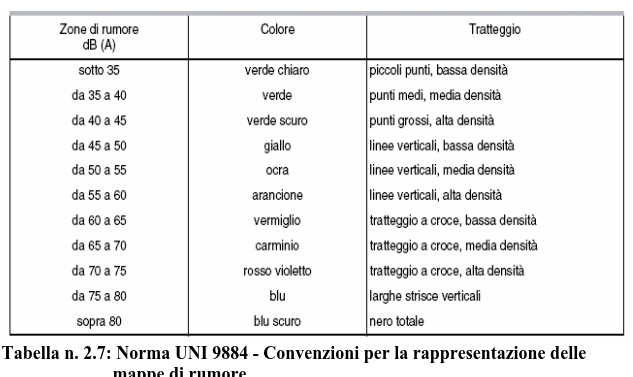 Zone di rumore Colore Tratteggio
dB (A)
sotto 35 verde chiaro piccoli punti, bassa densità
da 35 a 40 verde punti medi, media densità
da 40 a 45 verde scuro punti grossi, alta densità
da 45 a 50 giallo linee verticali, bassa densità
da 50 a 55 ocra linee verticali, media densità
da 55 a 60 arancione linee verticali, alta densità
da 60 a 65 vermiglio tratteggio a croce, bassa densità
da 65 a 70 carminio tratteggio a croce, media densità
da 70 a 75 rosso violetto tratteggio a croce, alta densità
da 75 a 80 blu larghe strisce verticali
sopra 80 blu scuro nero totale
Tabella n. 2.7: Norma UNI 9884 - Convenzioni per la rappresentazione delle
mappe di rumore